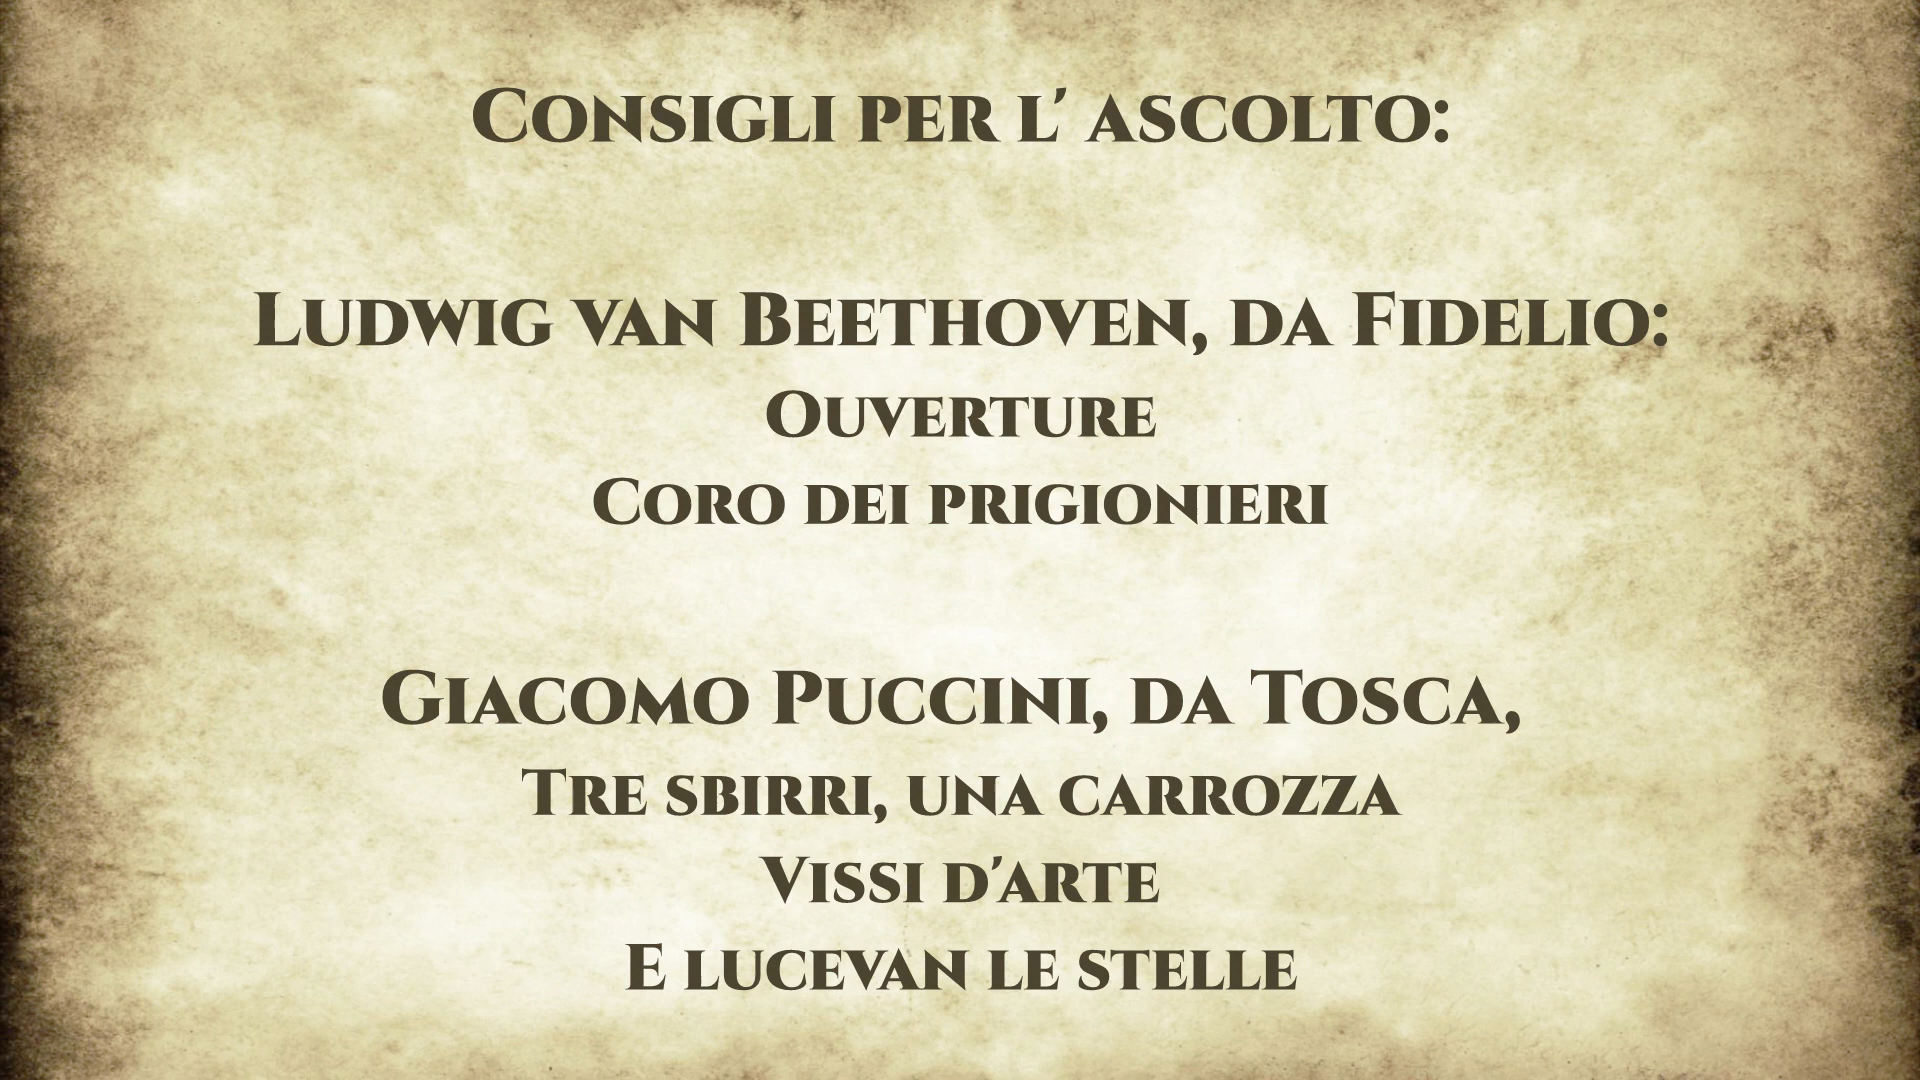 Consigli per l' ascolto:
Ludwig van Beethoven, da Fidelio:
Ouverture
Coro dei prigionieri
Giacomo Puccini, da Tosca,
Tre sbirri, una carrozza
Vissi d'arte
E lucevan le stelle